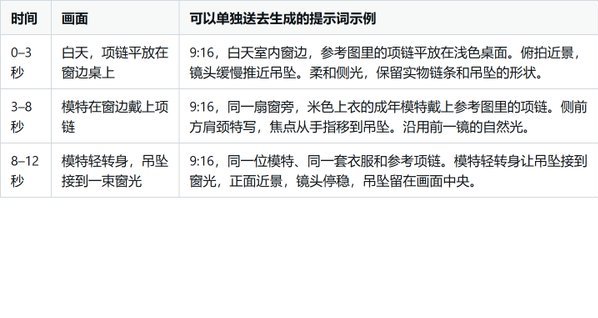 时间 画面 可以单独送去生成的提示词示例
0–3 白天，项链平放在 9:16，白天室内窗边，参考图里的项链平放在浅色桌面。俯拍近景，
秒 窗边桌上 镜头缓慢推近吊坠。柔和侧光，保留实物链条和吊坠的形状。
3–8 模特在窗边戴上项 9:16，同一扇窗旁，米色上衣的成年模特戴上参考图里的项链。侧前
秒 链 方肩颈特写，焦点从手指移到吊坠。沿用前一镜的自然光。
8–12 模特轻转身，吊坠 9:16，同一位模特、同一套衣服和参考项链。模特轻转身让吊坠接到
秒 接到一束窗光 窗光，正面近景，镜头停稳，吊坠留在画面中央。